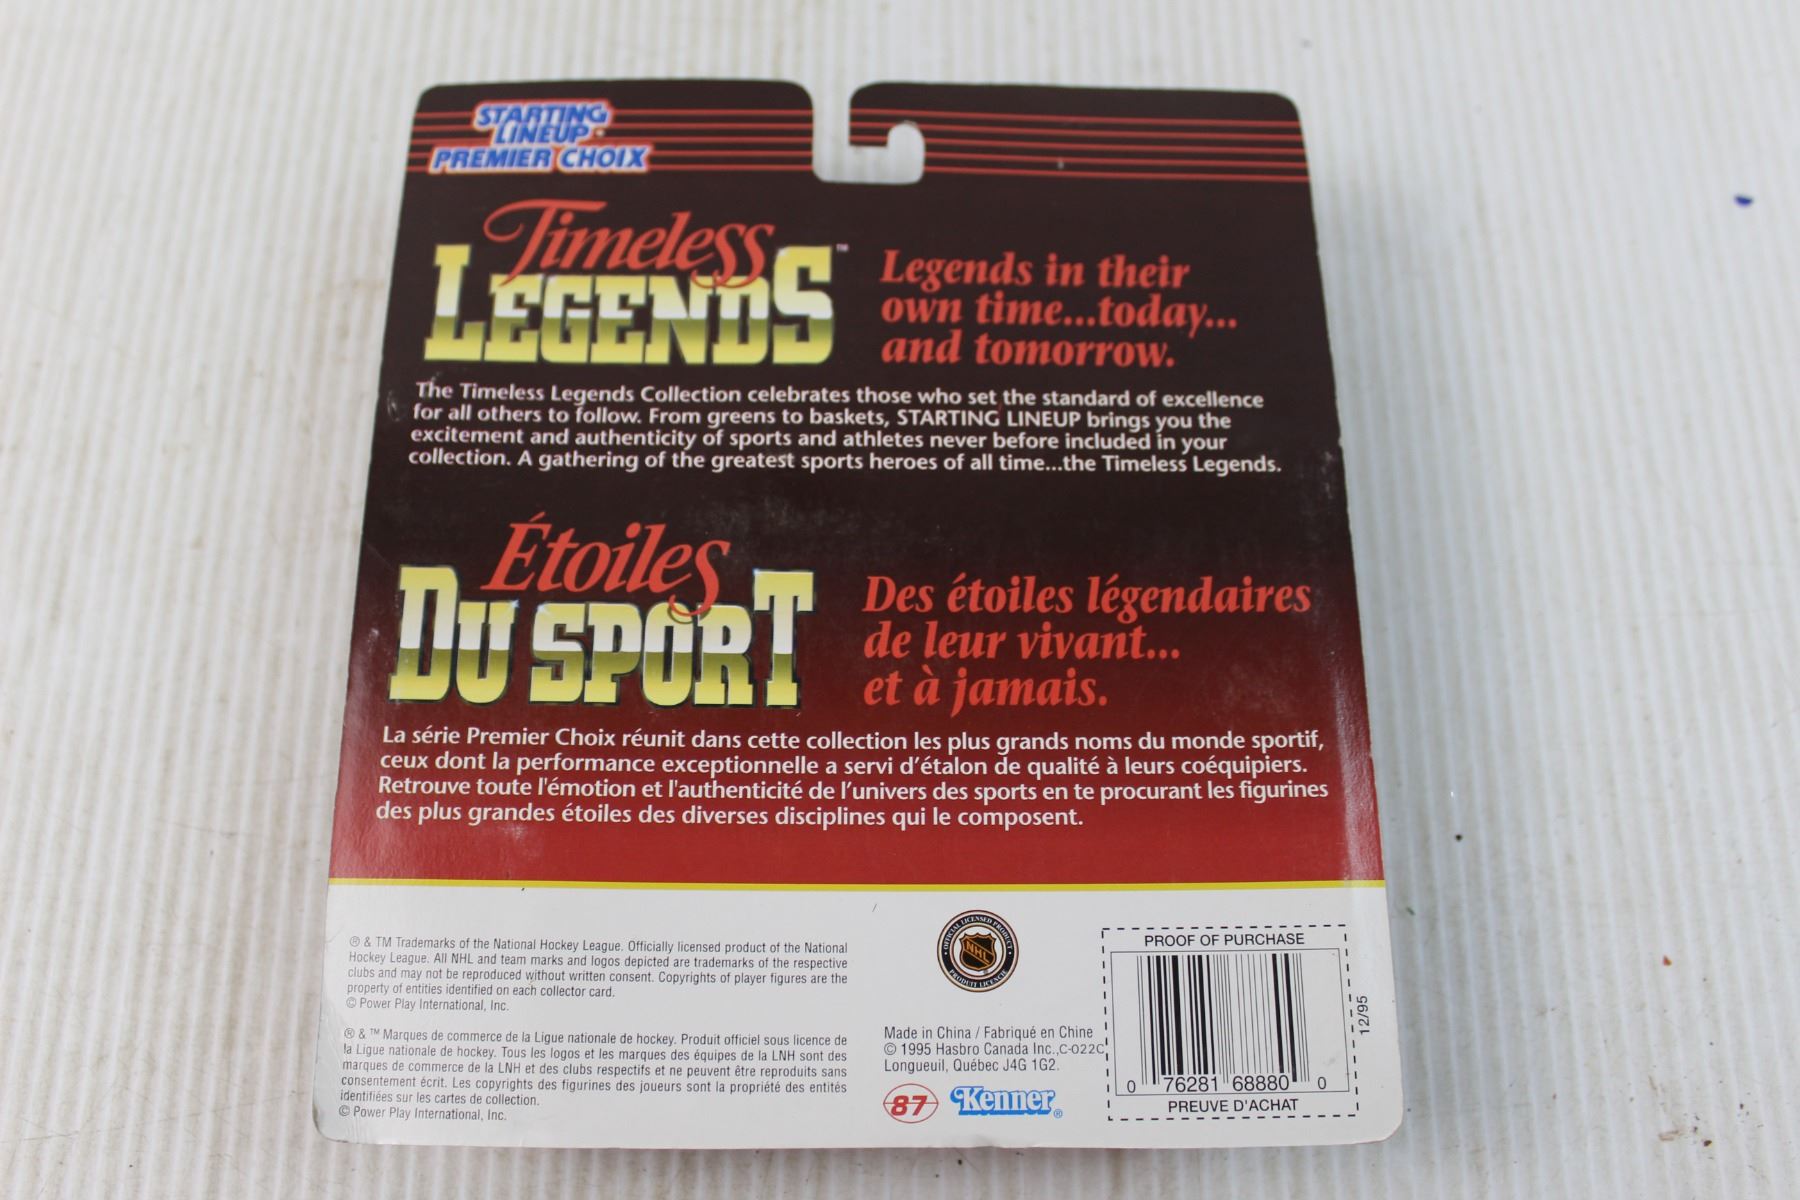 STARTING
LINEUP
PREMIER CHOIX
Timeless
LEGENDS™
Legends in their
own time...today...
and tomorrow.
The Timeless Legends Collection celebrates those who set the standard of excellence
for all others to follow. From greens to baskets, STARTING LINEUP brings you the
excitement and authenticity of sports and athletes never before included in your
collection. A gathering of the greatest sports heroes of all time...the Timeless Legends.
Étoiles
DU SPORT
Des étoiles légendaires
de leur vivant...
et à jamais.
La série Premier Choix réunit dans cette collection les plus grands noms du monde sportif,
ceux dont la performance exceptionnelle a servi d'étalon de qualité à leurs coéquipiers.
Retrouve toute l'émotion et l'authenticité de l'univers des sports en te procurant les figurines
des plus grandes étoiles des diverses disciplines qui le composent.
® & TM Trademarks of the National Hockey League. Officially licensed product of the National
Hockey League. All NHL and team marks and logos depicted are trademarks of the respective
clubs and may not be reproduced without written consent. Copyrights of player figures are the
property of entities identified on each collector card.
© Power Play International, Inc.
® & ™ Marques de commerce de la Ligue nationale de hockey. Produit officiel sous licence de
la Ligue nationale de hockey. Tous les logos et les marques des équipes de la LNH sont des
marques de commerce de la LNH et des clubs respectifs et ne peuvent être reproduits sans
consentement écrit. Les copyrights des figurines des joueurs sont la propriété des entités
identifiées sur les cartes de collection.
© Power Play International, Inc.
OFFICIAL LICENSED PRODUCT
NHL
PRODUIT LICENCIÉ
Made in China / Fabriqué en Chine
© 1995 Hasbro Canada Inc.,C-022C
Longueuil, Québec J4G 1G2.
87
Kenner®
PROOF OF PURCHASE
0 76281 68880 0
PREUVE D'ACHAT
12/95